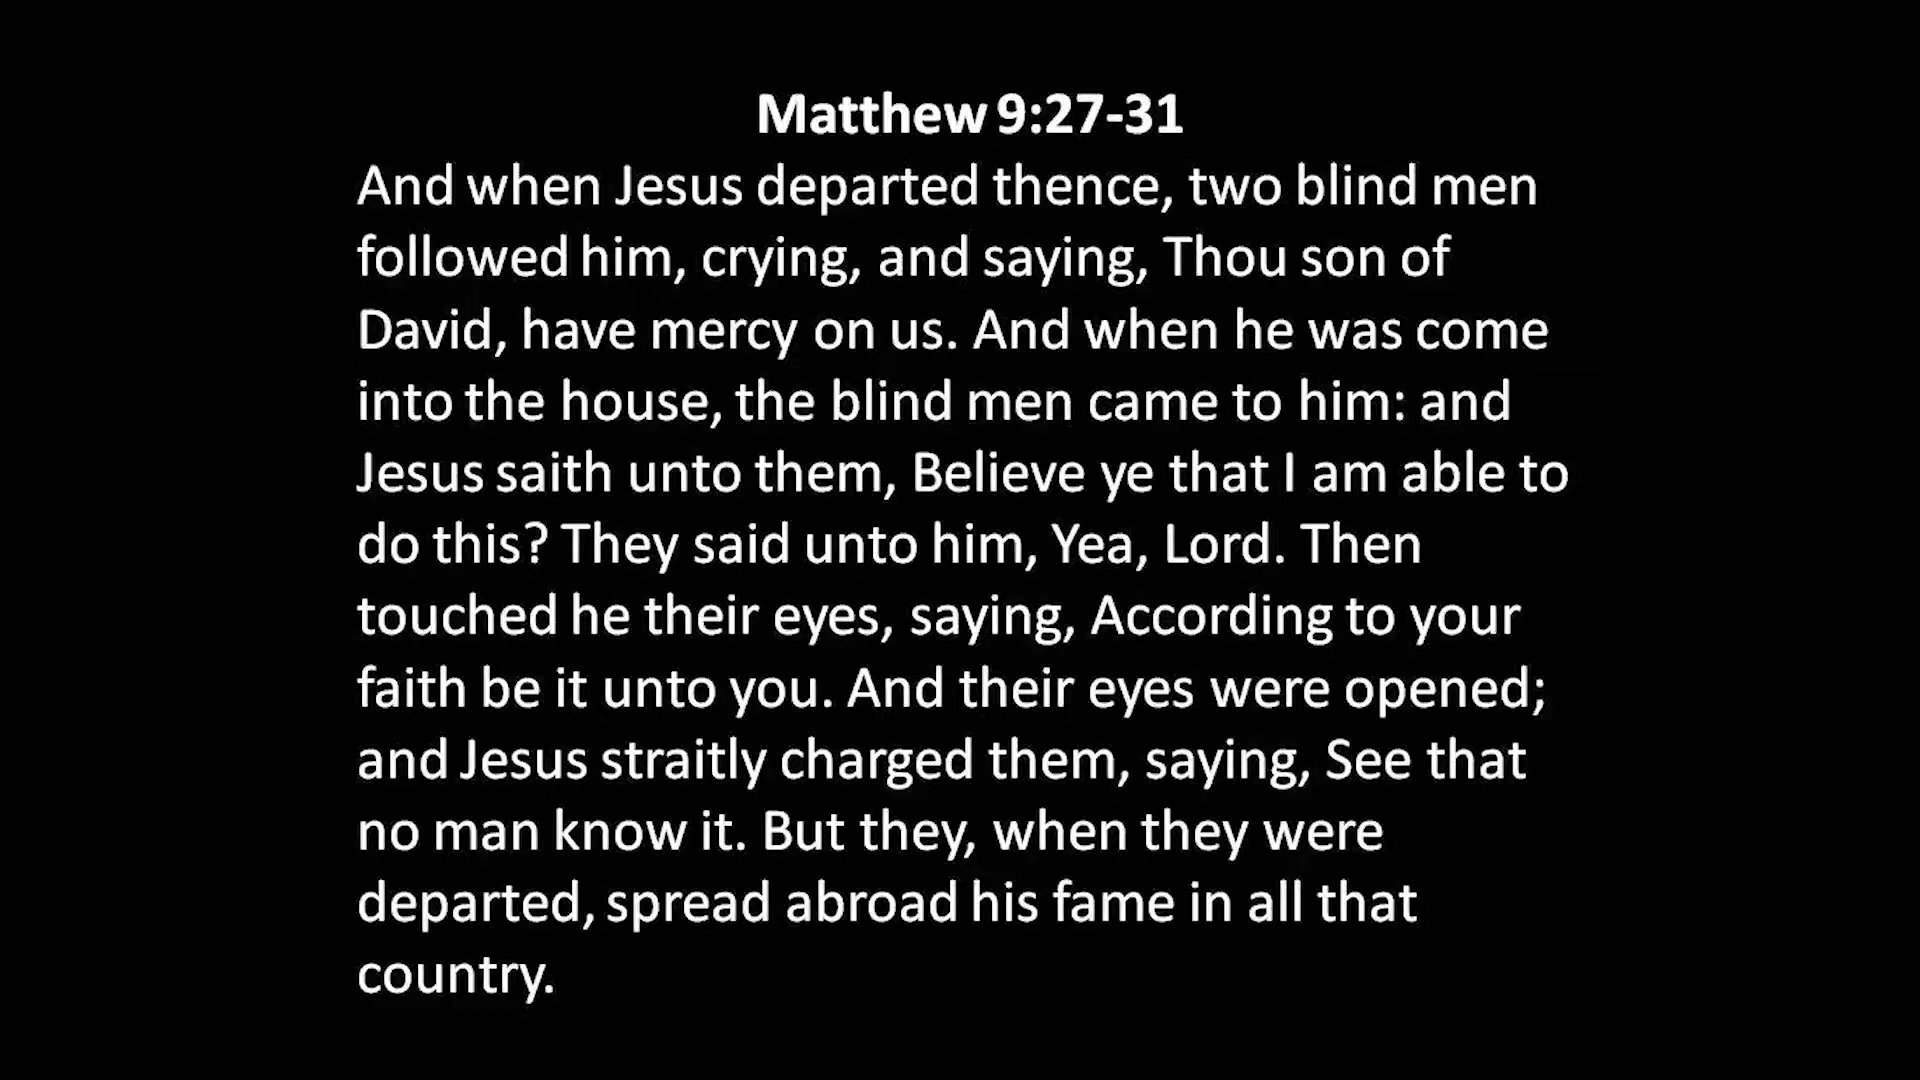 Matthew 9:27-31
And when Jesus departed thence, two blind men
followed him, crying, and saying, Thou son of
David, have mercy on us. And when he was come
into the house, the blind men came to him: and
Jesus saith unto them, Believe ye that I am able to
do this? They said unto him, Yea, Lord. Then
touched he their eyes, saying, According to your
faith be it unto you. And their eyes were opened;
and Jesus straitly charged them, saying, See that
no man know it. But they, when they were
departed, spread abroad his fame in all that
country.